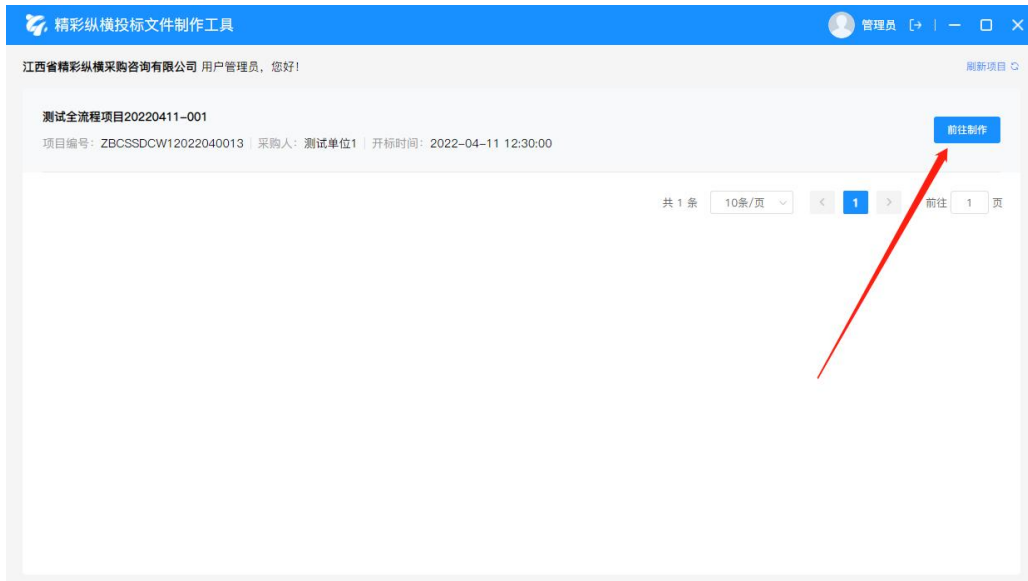 精彩纵横投标文件制作工具 管理员
江西省精彩纵横采购咨询有限公司 用户管理员，您好！ 刷新项目
测试全流程项目20220411-001
前往制作
项目编号：ZBCSSDCW12022040013 采购人：测试单位1 开标时间：2022-04-11 12:30:00
共 1 条 10条/页 1 前往 1 页